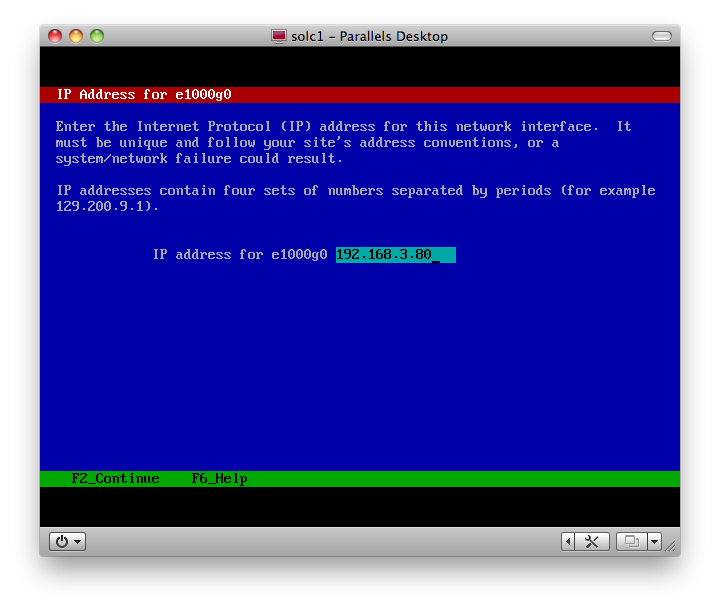 solc1 - Parallels Desktop
IP Address for e1000g0
Enter the Internet Protocol (IP) address for this network interface.  It
must be unique and follow your site's address conventions, or a
system/network failure could result.
IP addresses contain four sets of numbers separated by periods (for example
129.200.9.1).
IP address for e1000g0 192.168.3.80_
F2_Continue    F6_Help